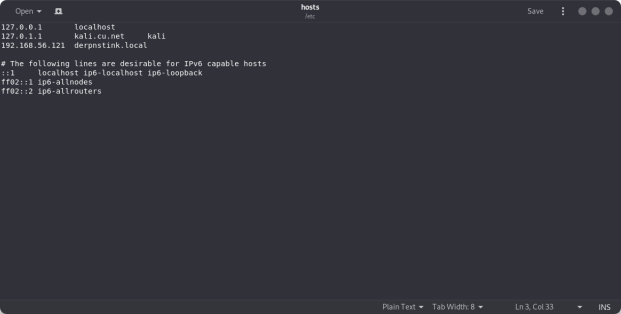 Open
hosts
/etc
Save
127.0.0.1 localhost
127.0.1.1 kali.cu.net kali
192.168.56.121 derpnstink.local
# The following lines are desirable for IPv6 capable hosts
::1 localhost ip6-localhost ip6-loopback
ff02::1 ip6-allnodes
ff02::2 ip6-allrouters
Plain Text Tab Width: 8 Ln 3, Col 33 INS